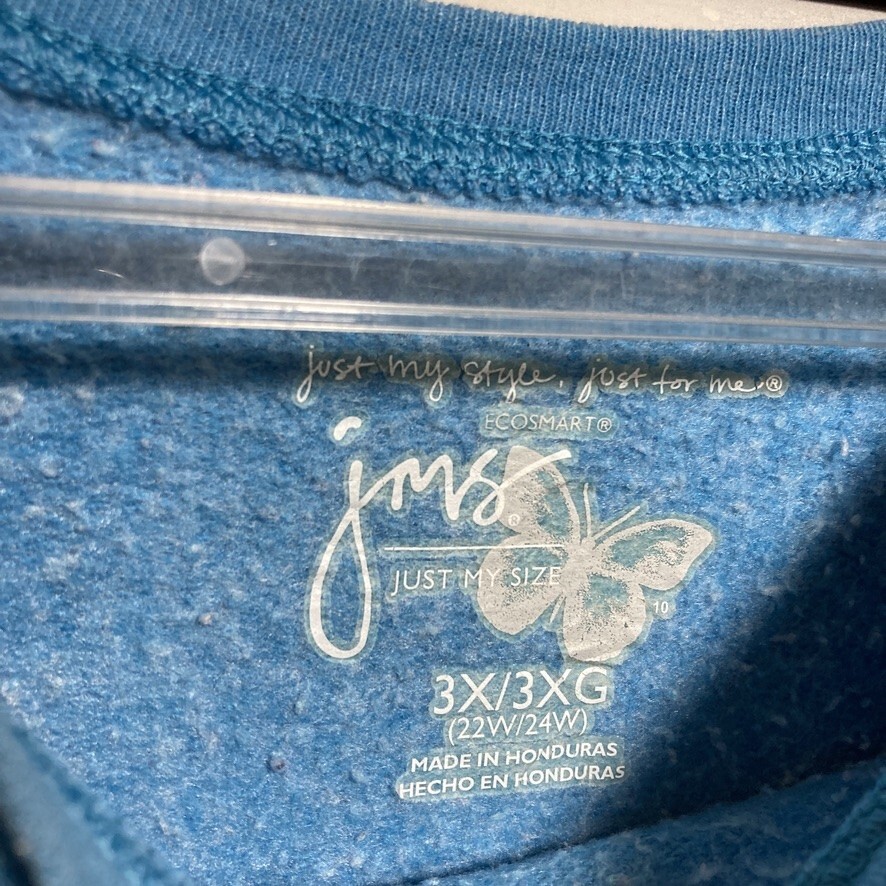 just my style. just for me.®
ECOSMART®
jms®
JUST MY SIZE
10
3X/3XG
(22W/24W)
MADE IN HONDURAS
HECHO EN HONDURAS